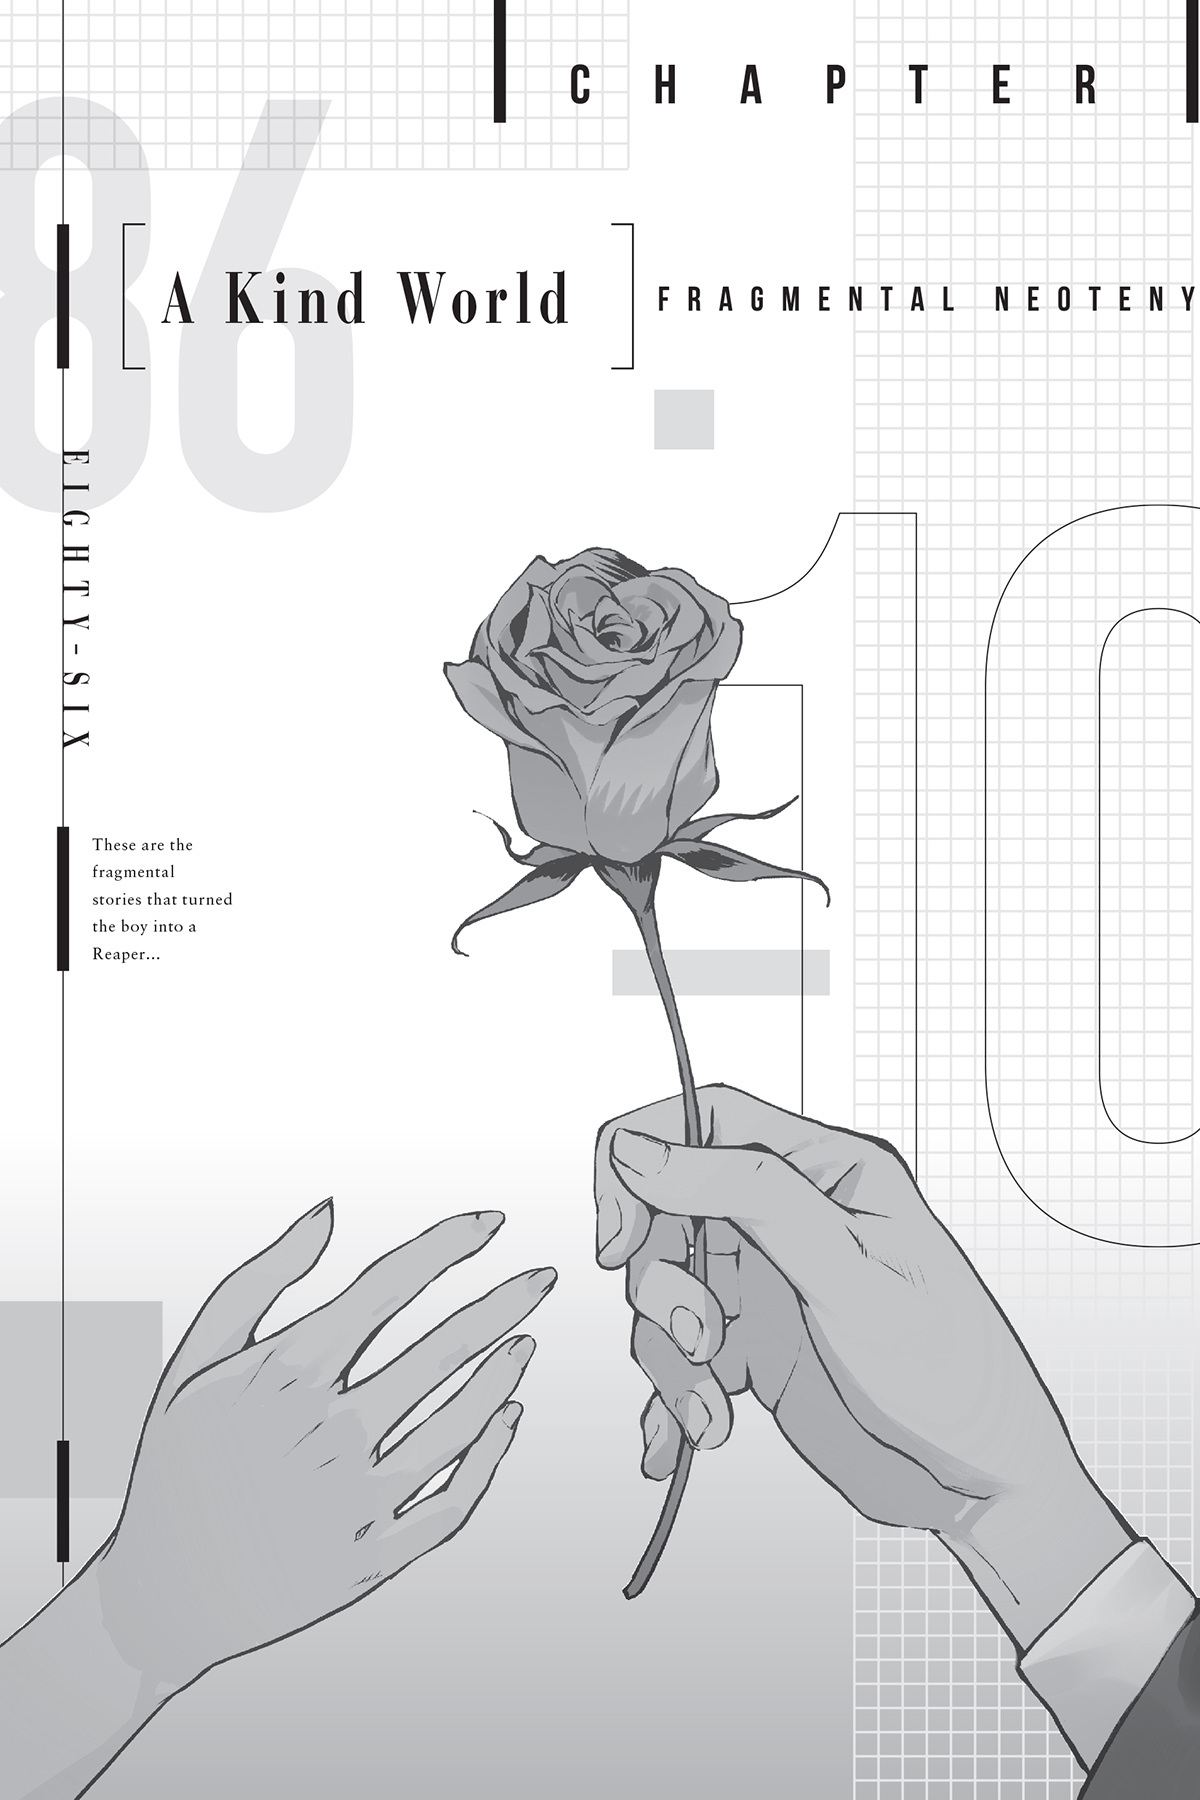 CHAPTER
86
A Kind World
FRAGMENTAL NEOTENY
EIGHTY-SIX
10
These are the
fragmental
stories that turned
the boy into a
Reaper...